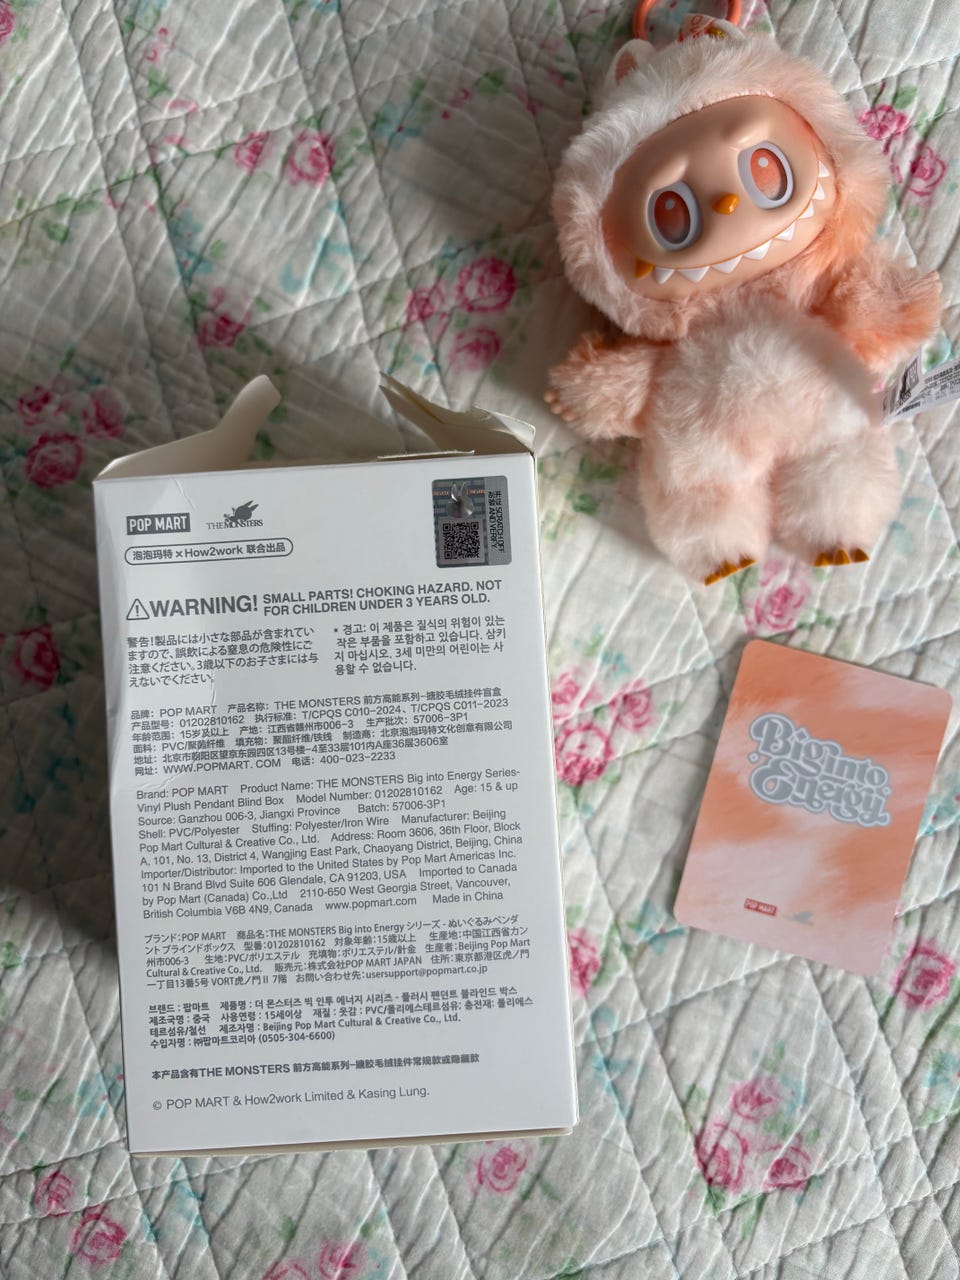 POP MART
THE MONSTERS
泡泡玛特 × How2work 联合出品
刮层 SCRATCH OFF
AND VERIFY
WARNING! SMALL PARTS! CHOKING HAZARD. NOT
FOR CHILDREN UNDER 3 YEARS OLD.
警告!製品には小さな部品が含まれてい
ますので、誤飲による窒息の危険性にご
注意ください。3歳以下のお子さまには与
えないでください。
* 경고: 이 제품은 질식의 위험이 있는
작은 부품을 포함하고 있습니다. 삼키
지 마십시오. 3세 미만의 어린이는 사
용할 수 없습니다.
品牌: POP MART 产品名称: THE MONSTERS 前方高能系列–搪胶毛绒挂件盲盒
产品型号: 01202810162 执行标准: T/CPQS C010-2024、T/CPQS C011-2023
年龄范围: 15岁及以上 产地: 江西省赣州市006-3 生产批次: 57006-3P1
面料: PVC/聚酯纤维 填充物: 聚酯纤维/铁线 制造商: 北京泡泡玛特文化创意有限公司
地址: 北京市朝阳区望京东园四区13号楼-4至33层101内A座36层3606室
网址: WWW.POPMART.COM 电话: 400-023-2233
Brand: POP MART Product Name: THE MONSTERS Big into Energy Series-
Vinyl Plush Pendant Blind Box Model Number: 01202810162 Age: 15 & up
Source: Ganzhou 006-3, Jiangxi Province Batch: 57006-3P1
Shell: PVC/Polyester Stuffing: Polyester/Iron Wire Manufacturer: Beijing
Pop Mart Cultural & Creative Co., Ltd. Address: Room 3606, 36th Floor, Block
A, 101, No. 13, District 4, Wangjing East Park, Chaoyang District, Beijing, China
Importer/Distributor: Imported to the United States by Pop Mart Americas Inc.
101 N Brand Blvd Suite 606 Glendale, CA 91203, USA Imported to Canada
by Pop Mart (Canada) Co.,Ltd 2110-650 West Georgia Street, Vancouver,
British Columbia V6B 4N9, Canada www.popmart.com Made in China
ブランド:POP MART 商品名:THE MONSTERS Big into Energy シリーズ - ぬいぐるみペンダ
ント ブラインドボックス 型番:01202810162 対象年齢:15歳以上 生産地:中国江西省カン
州市006-3 生地:PVC/ポリエステル 充填物:ポリエステル/針金 生産者:Beijing Pop Mart
Cultural & Creative Co., Ltd. 販売元:株式会社POP MART JAPAN 住所:東京都港区虎ノ門
一丁目13番5号 VORT虎ノ門 II 7階 お問い合わせ先:usersupport@popmart.co.jp
브랜드 : 팝마트 제품명 : 더 몬스터즈 빅 인투 에너지 시리즈 - 플러시 펜던트 블라인드 박스
제조국명 : 중국 사용연령 : 15세이상 재질 : 옷감 : PVC/폴리에스테르섬유; 충전재: 폴리에스
테르섬유/철선 제조자명 : Beijing Pop Mart Cultural & Creative Co., Ltd.
수입자명 : ㈜팝마트코리아 (0505-304-6600)
本产品含有THE MONSTERS 前方高能系列–搪胶毛绒挂件常规款或隐藏款
© POP MART & How2work Limited & Kasing Lung.
Big into
Energy
POP MART